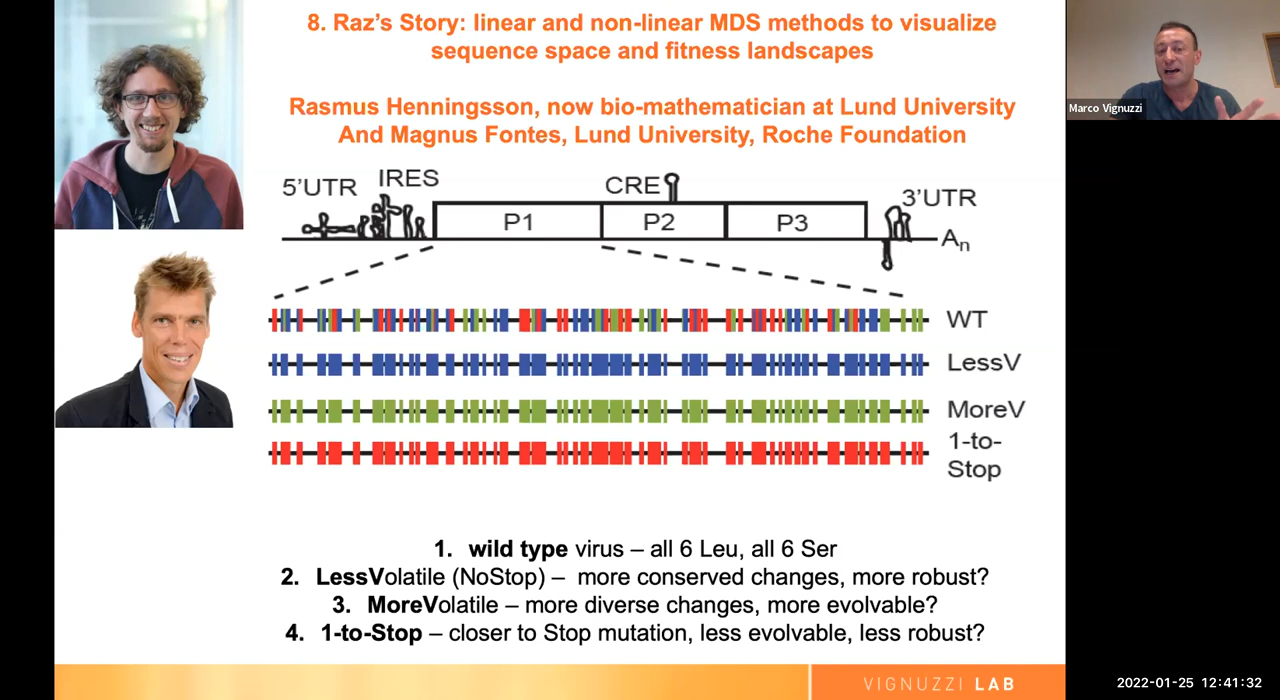 8. Raz's Story: linear and non-linear MDS methods to visualize
sequence space and fitness landscapes
Rasmus Henningsson, now bio-mathematician at Lund University
And Magnus Fontes, Lund University, Roche Foundation
Marco Vignuzzi
5'UTR
IRES
CRE
3'UTR
P1
P2
P3
An
WT
LessV
MoreV
1-to-
Stop
1. wild type virus – all 6 Leu, all 6 Ser
2. LessVolatile (NoStop) – more conserved changes, more robust?
3. MoreVolatile – more diverse changes, more evolvable?
4. 1-to-Stop – closer to Stop mutation, less evolvable, less robust?
VIGNUZZI LAB
2022-01-25 12:41:32